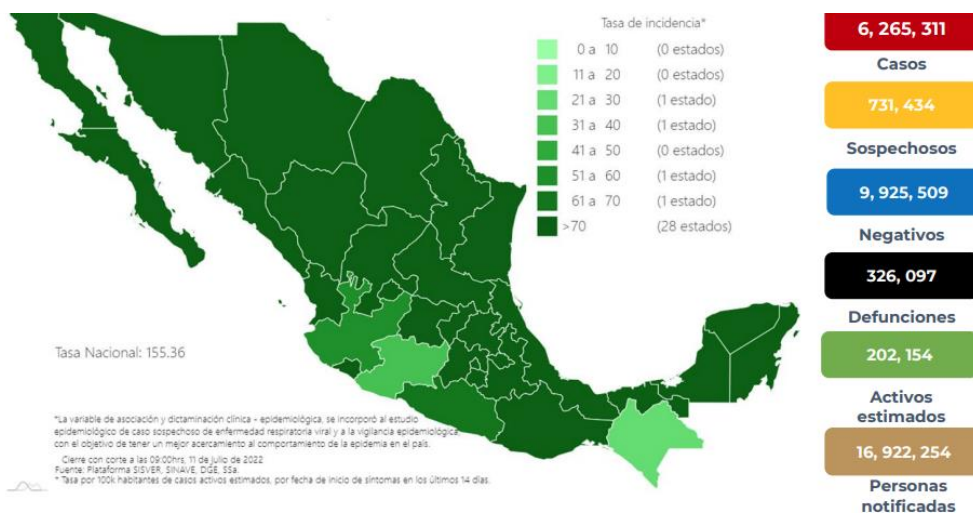 Tasa de incidencia*
0 a 10 (0 estados)
11 a 20 (0 estados)
21 a 30 (1 estado)
31 a 40 (1 estado)
41 a 50 (0 estados)
51 a 60 (1 estado)
61 a 70 (1 estado)
>70 (28 estados)
Tasa Nacional: 155.36
*La variable de asociación y dictaminación clínica - epidemiológica, se incorporó al estudio
epidemiológico de caso sospechoso de enfermedad respiratoria viral y a la vigilancia epidemiológica,
con el objetivo de tener un mejor acercamiento al comportamiento de la epidemia en el país.
Cierre con corte a las 09:00hrs, 11 de julio de 2022
Fuente: Plataforma SISVER, SINAVE, DGE, SSa.
* Tasa por 100k habitantes de casos activos estimados, por fecha de inicio de síntomas en los últimos 14 días.
6, 265, 311
Casos
731, 434
Sospechosos
9, 925, 509
Negativos
326, 097
Defunciones
202, 154
Activos
estimados
16, 922, 254
Personas
notificadas